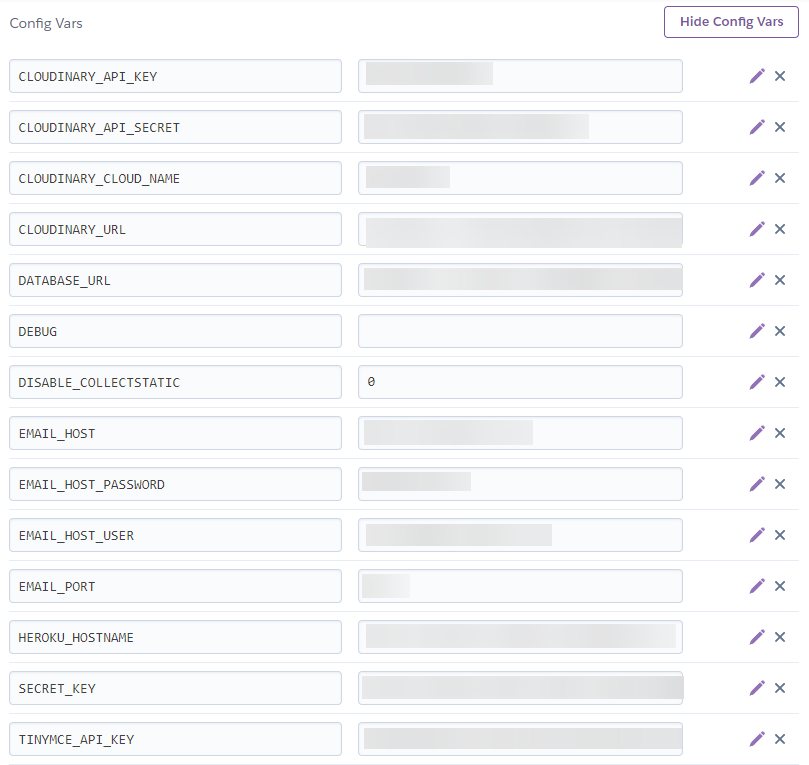 Config Vars
Hide Config Vars
CLOUDINARY_API_KEY
CLOUDINARY_API_SECRET
CLOUDINARY_CLOUD_NAME
CLOUDINARY_URL
DATABASE_URL
DEBUG
DISABLE_COLLECTSTATIC 0
EMAIL_HOST
EMAIL_HOST_PASSWORD
EMAIL_HOST_USER
EMAIL_PORT
HEROKU_HOSTNAME
SECRET_KEY
TINYMCE_API_KEY